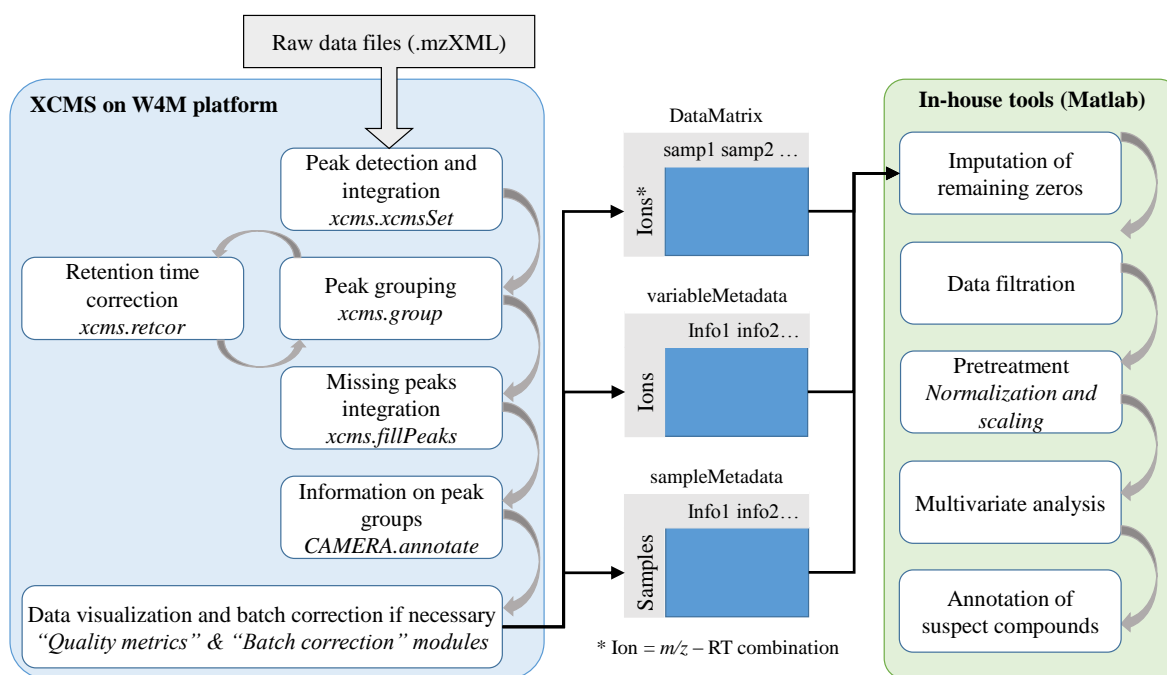 Raw data files (.mzXML)
XCMS on W4M platform
Peak detection and
integration
xcms.xcmsSet
Retention time
correction
xcms.retcor
Peak grouping
xcms.group
Missing peaks
integration
xcms.fillPeaks
Information on peak
groups
CAMERA.annotate
Data visualization and batch correction if necessary
“Quality metrics” & “Batch correction” modules
DataMatrix
samp1 samp2 …
Ions*
variableMetadata
Info1 info2…
Ions
sampleMetadata
Info1 info2…
Samples
* Ion = m/z – RT combination
In-house tools (Matlab)
Imputation of
remaining zeros
Data filtration
Pretreatment
Normalization and
scaling
Multivariate analysis
Annotation of
suspect compounds